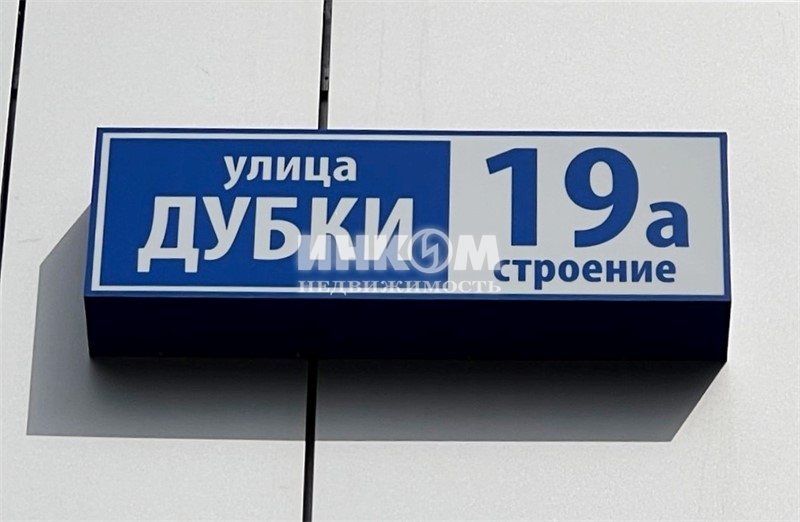 улица
ДУБКИ
19а
строение
ИНКОМ
недвижимость